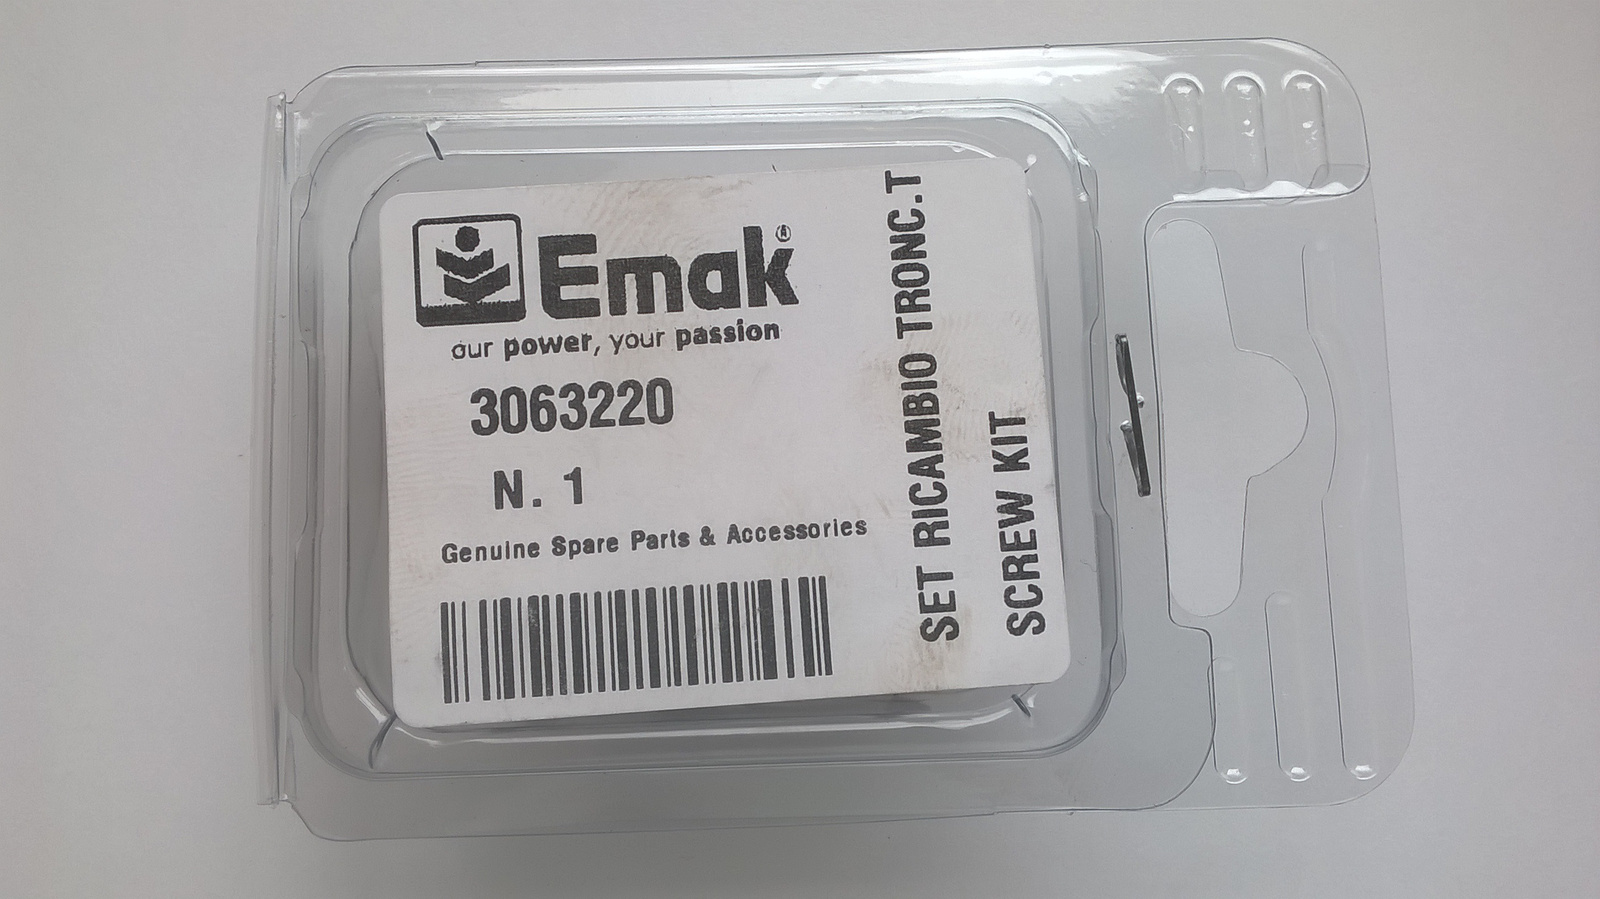 Emak®
our power, your passion
3063220
N. 1
Genuine Spare Parts & Accessories
SET RICAMBIO TRONC.T
SCREW KIT